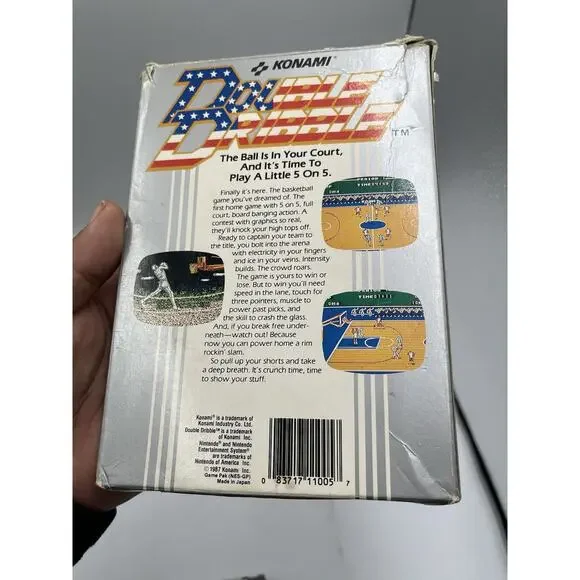 KONAMI
DOUBLE
DRIBBLE TM
The Ball Is In Your Court,
And It's Time To
Play A Little 5 On 5.
Finally it's here. The basketball
game you've dreamed of. The
first home game with 5 on 5, full
court, board banging action. A
contest with graphics so real,
they'll knock your high tops off.
Ready to captain your team to
the title, you bolt into the arena
with electricity in your fingers
and ice in your veins. Intensity
builds. The crowd roars.
The game is yours to win or
lose. But to win you'll need
speed in the lane, touch for
three pointers, muscle to
power past picks, and
the skill to crash the glass.
And, if you break free under-
neath—watch out! Because
now you can power home a rim
rockin' slam.
So pull up your shorts and take
a deep breath. It's crunch time, time
to show your stuff.
PERIOD
TIME
TIME
Konami® is a trademark of
Konami Industry Co. Ltd.
Double Dribble™ is a trademark
of Konami Inc.
Nintendo® and Nintendo
Entertainment System®
are trademarks of
Nintendo of America Inc.
© 1987 Konami Inc.
Game Pak (NES-GP)
Made in Japan
0 83717 11005 7